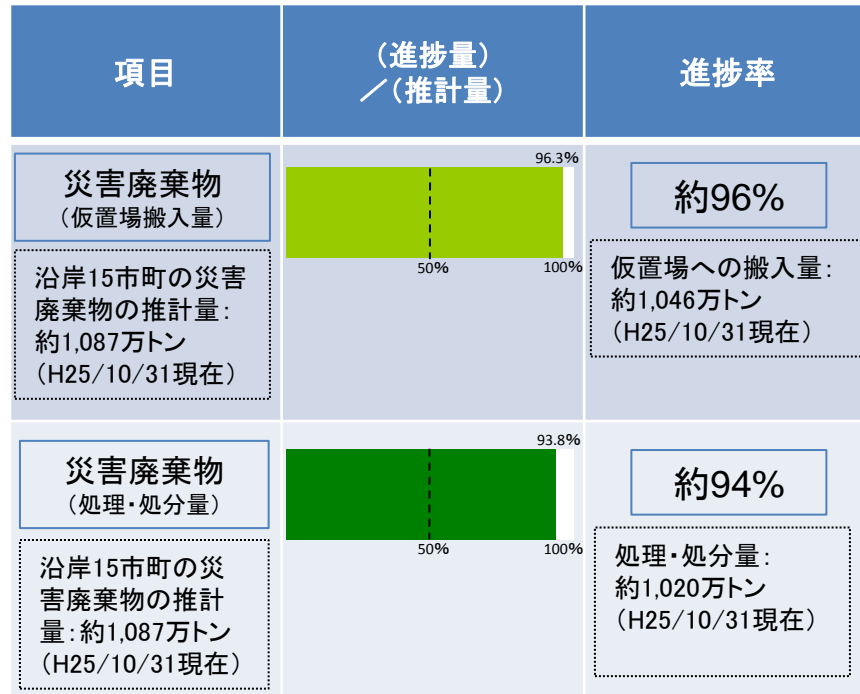 項目
(進捗量)
／(推計量)
進捗率
災害廃棄物
(仮置場搬入量)
沿岸15市町の災害
廃棄物の推計量:
約1,087万トン
(H25/10/31現在)
96.3%
50%
100%
約96%
仮置場への搬入量:
約1,046万トン
(H25/10/31現在)
災害廃棄物
(処理・処分量)
沿岸15市町の災
害廃棄物の推計
量:約1,087万トン
(H25/10/31現在)
93.8%
50%
100%
約94%
処理・処分量:
約1,020万トン
(H25/10/31現在)